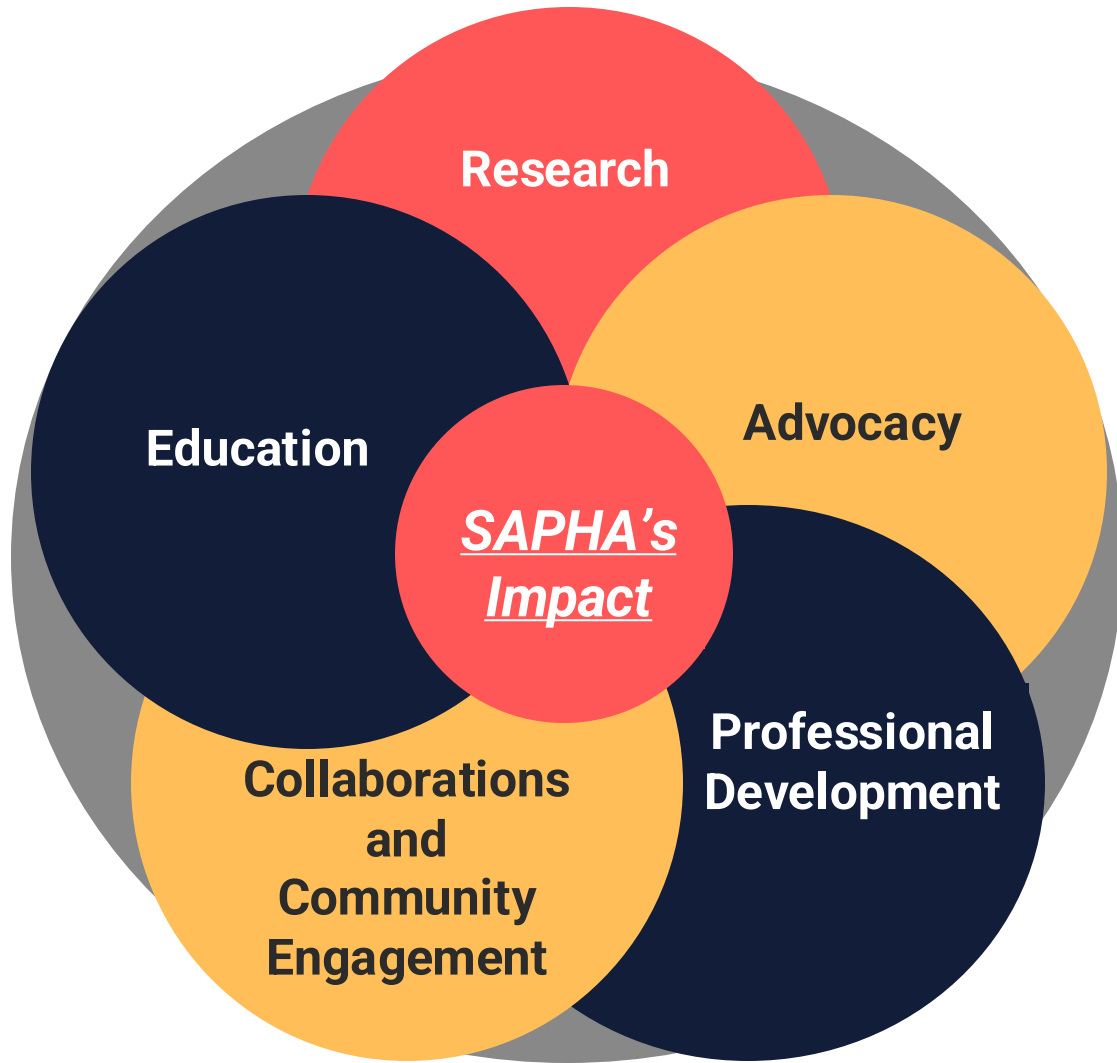 Research
Advocacy
Education
SAPHA’s
Impact
Professional
Development
Collaborations
and
Community
Engagement